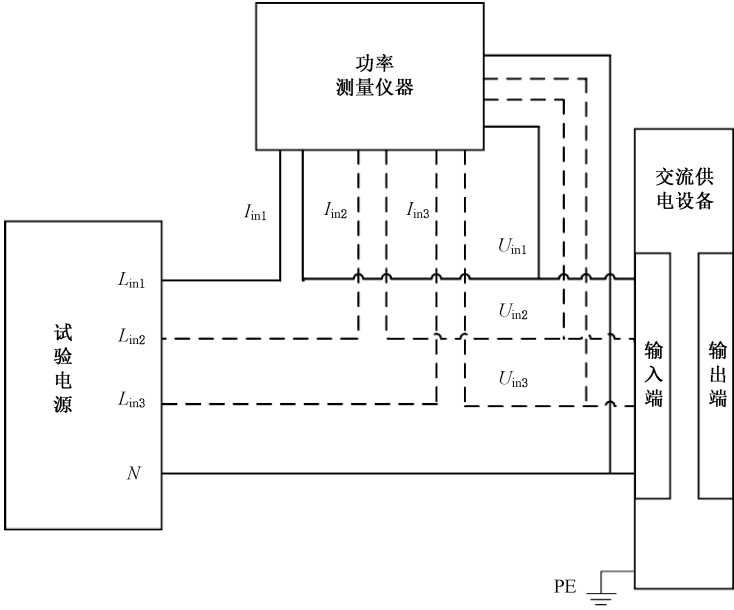 功率
测量仪器
交流供
电设备
Iin1
Iin2
Iin3
Uin1
Lin1
Uin2
Lin2
试验电源
输入端
输出端
Uin3
Lin3
N
PE